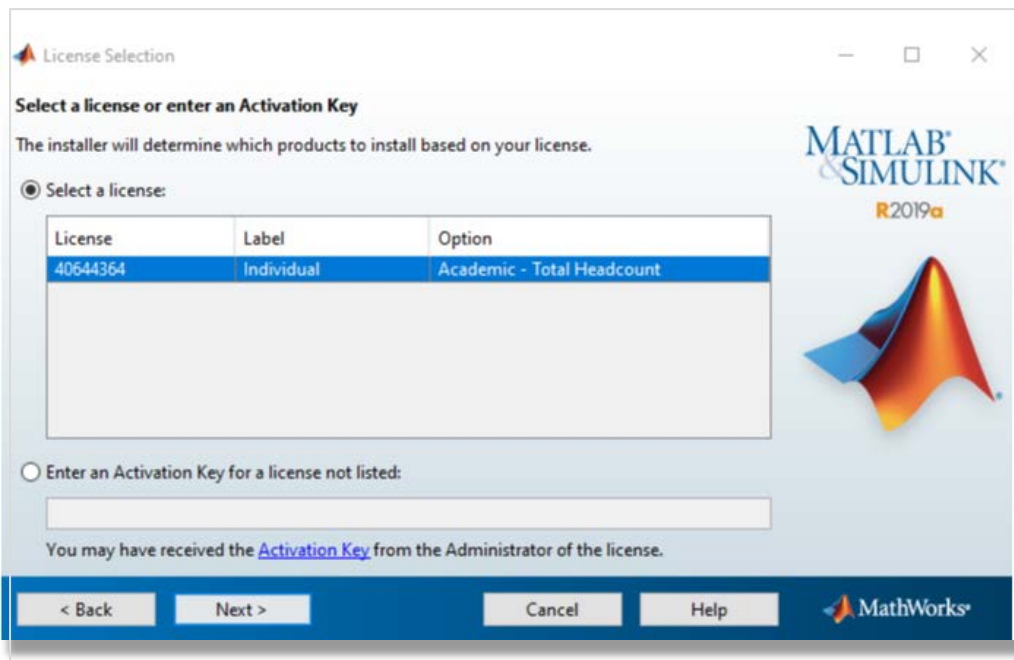 License Selection
Select a license or enter an Activation Key
The installer will determine which products to install based on your license.
MATLAB®
&SIMULINK®
R2019a
Select a license:
License Label Option
40644364 Individual Academic - Total Headcount
Enter an Activation Key for a license not listed:
You may have received the Activation Key from the Administrator of the license.
< Back Next > Cancel Help MathWorks®